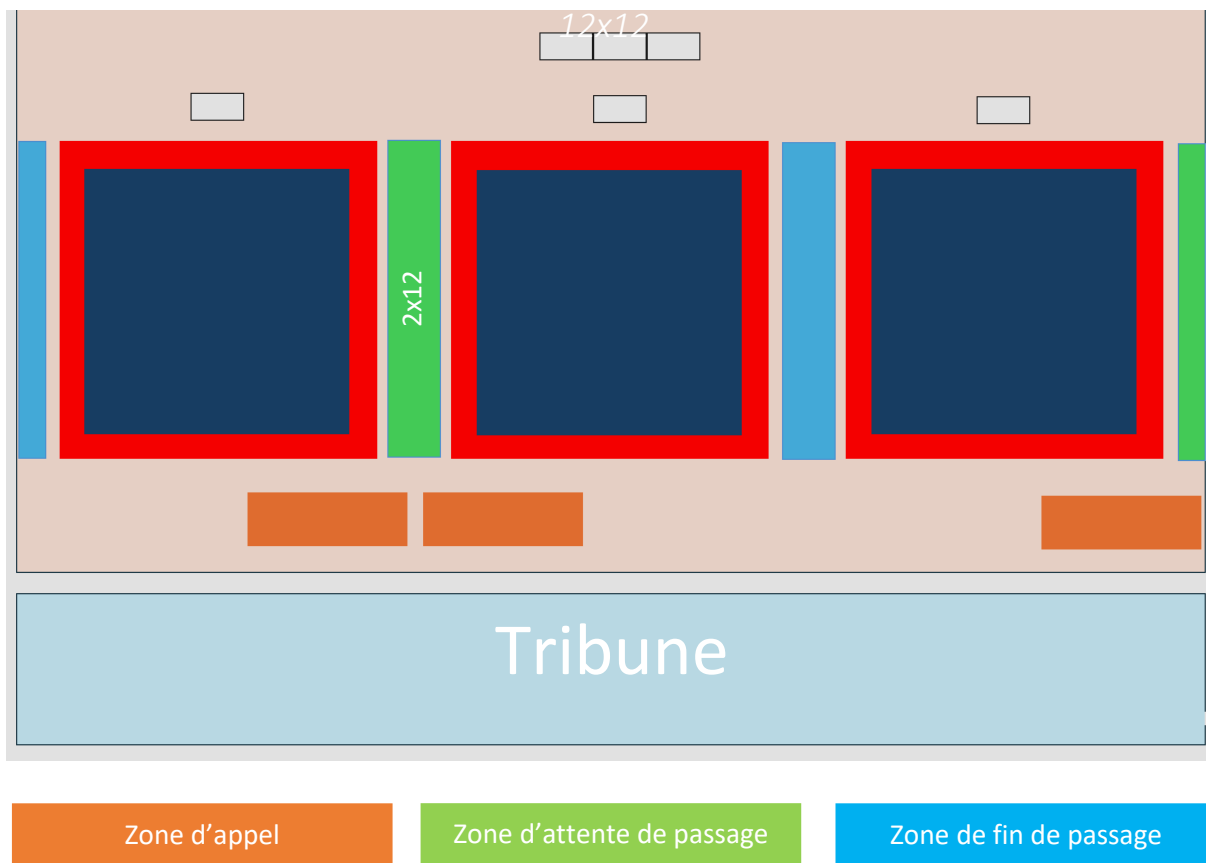 12x12
2x12
Tribune
Zone d’appel
Zone d’attente de passage
Zone de fin de passage